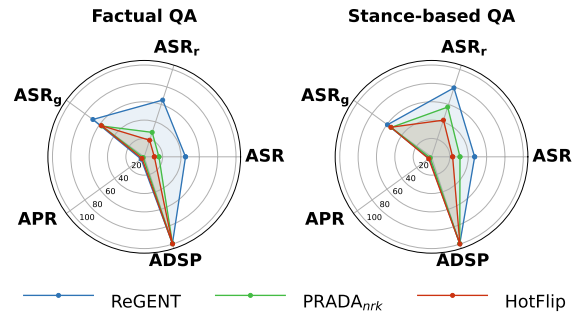 Factual QA
Stance-based QA
ASRr
ASRr
ASRg
ASRg
ASR
ASR
20
40
60
80
100
20
40
60
80
100
APR
APR
ADSP
ADSP
ReGENT
PRADAnrk
HotFlip